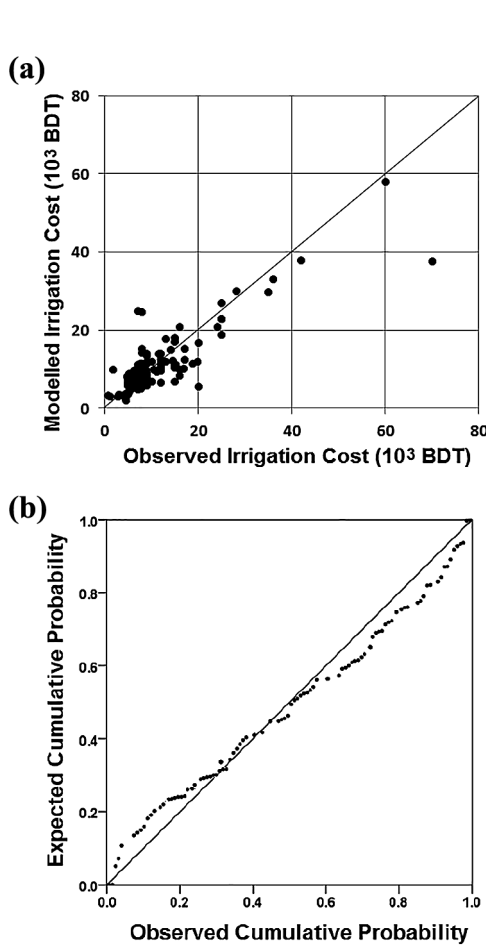 (a)
Modelled Irrigation Cost (10³ BDT)
80
60
40
20
0
0 20 40 60 80
Observed Irrigation Cost (10³ BDT)
(b)
Expected Cumulative Probability
1.0
0.8
0.6
0.4
0.2
0.0
0.0 0.2 0.4 0.6 0.8 1.0
Observed Cumulative Probability